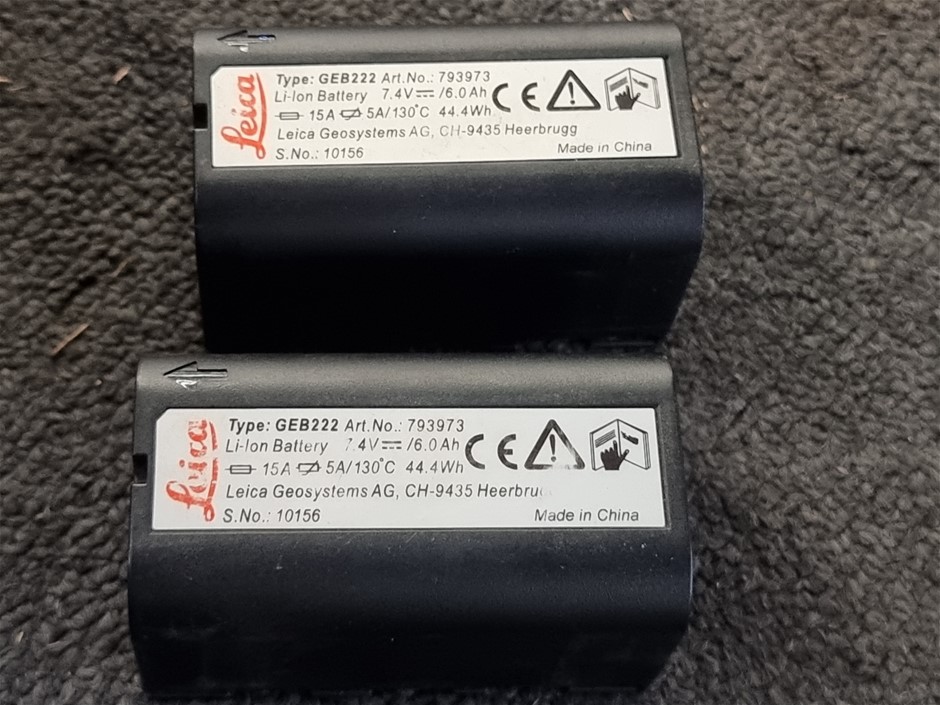 Leica
Type: GEB222 Art.No.: 793973
Li-Ion Battery 7.4V /6.0Ah CE
15A 5A/130°C 44.4Wh
Leica Geosystems AG, CH-9435 Heerbrugg
S.No.: 10156 Made in China
Leica
Type: GEB222 Art.No.: 793973
Li-Ion Battery 7.4V /6.0Ah CE
15A 5A/130°C 44.4Wh
Leica Geosystems AG, CH-9435 Heerbru
S.No.: 10156 Made in China